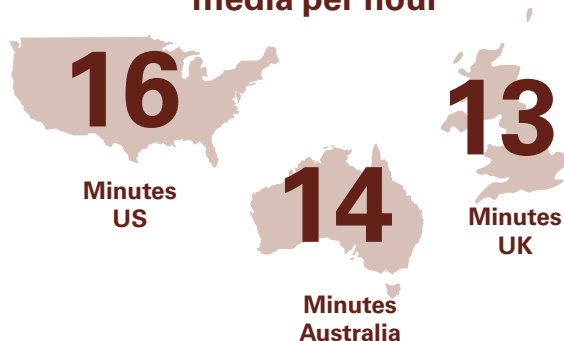 media per hour
16
Minutes
US
14
Minutes
Australia
13
Minutes
UK